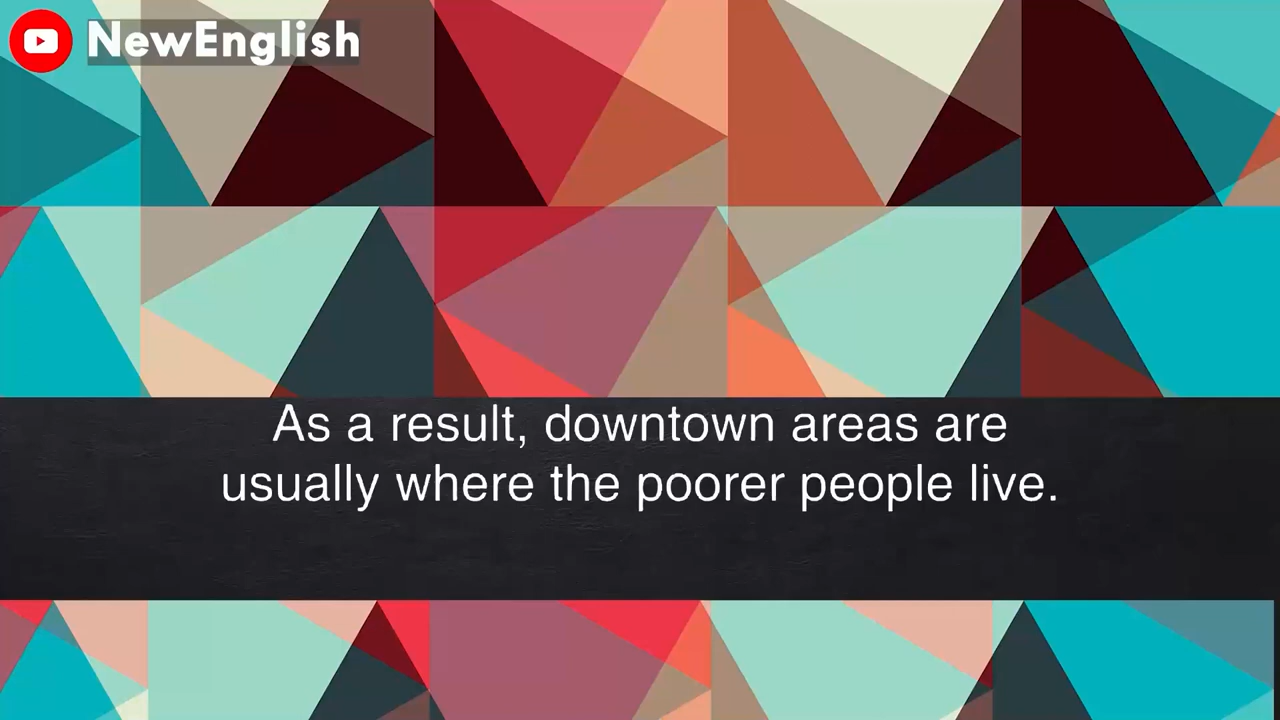 NewEnglish
As a result, downtown areas are
usually where the poorer people live.